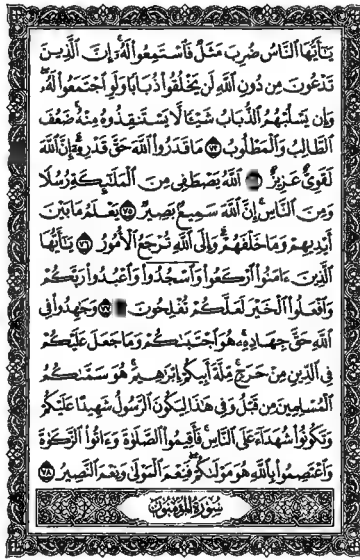 يَٰٓأَيُّهَا ٱلنَّاسُ ضُرِبَ مَثَلٌ فَٱسْتَمِعُوا۟ لَهُۥٓ ۚ إِنَّ ٱلَّذِينَ
تَدْعُونَ مِن دُونِ ٱللَّهِ لَن يَخْلُقُوا۟ ذُبَابًا وَلَوِ ٱجْتَمَعُوا۟ لَهُۥ ۖ
وَإِن يَسْلُبْهُمُ ٱلذُّبَابُ شَيْـًٔا لَّا يَسْتَنقِذُوهُ مِنْهُ ۚ ضَعُفَ
ٱلطَّالِبُ وَٱلْمَطْلُوبُ ٧٣ مَا قَدَرُوا۟ ٱللَّهَ حَقَّ قَدْرِهِۦٓ ۗ إِنَّ ٱللَّهَ
لَقَوِىٌّ عَزِيزٌ ٱللَّهُ يَصْطَفِى مِنَ ٱلْمَلَٰٓئِكَةِ رُسُلًا
وَمِنَ ٱلنَّاسِ ۚ إِنَّ ٱللَّهَ سَمِيعٌۢ بَصِيرٌ ٧٥ يَعْلَمُ مَا بَيْنَ
أَيْدِيهِمْ وَمَا خَلْفَهُمْ ۗ وَإِلَى ٱللَّهِ تُرْجَعُ ٱلْأُمُورُ ٧٦ يَٰٓأَيُّهَا
ٱلَّذِينَ ءَامَنُوا۟ ٱرْكَعُوا۟ وَٱسْجُدُوا۟ وَٱعْبُدُوا۟ رَبَّكُمْ
وَٱفْعَلُوا۟ ٱلْخَيْرَ لَعَلَّكُمْ تُفْلِحُونَ ٧٧ وَجَٰهِدُوا۟ فِى
ٱللَّهِ حَقَّ جِهَادِهِۦ ۚ هُوَ ٱجْتَبَىٰكُمْ وَمَا جَعَلَ عَلَيْكُمْ
فِى ٱلدِّينِ مِنْ حَرَجٍ ۚ مِّلَّةَ أَبِيكُمْ إِبْرَٰهِيمَ ۚ هُوَ سَمَّىٰكُمُ
ٱلْمُسْلِمِينَ مِن قَبْلُ وَفِى هَٰذَا لِيَكُونَ ٱلرَّسُولُ شَهِيدًا عَلَيْكُمْ
وَتَكُونُوا۟ شُهَدَآءَ عَلَى ٱلنَّاسِ ۚ فَأَقِيمُوا۟ ٱلصَّلَوٰةَ وَءَاتُوا۟ ٱلزَّكَوٰةَ
وَٱعْتَصِمُوا۟ بِٱللَّهِ هُوَ مَوْلَىٰكُمْ ۖ فَنِعْمَ ٱلْمَوْلَىٰ وَنِعْمَ ٱلنَّصِيرُ ٧٨
سُورَةُ المُؤْمِنُونَ